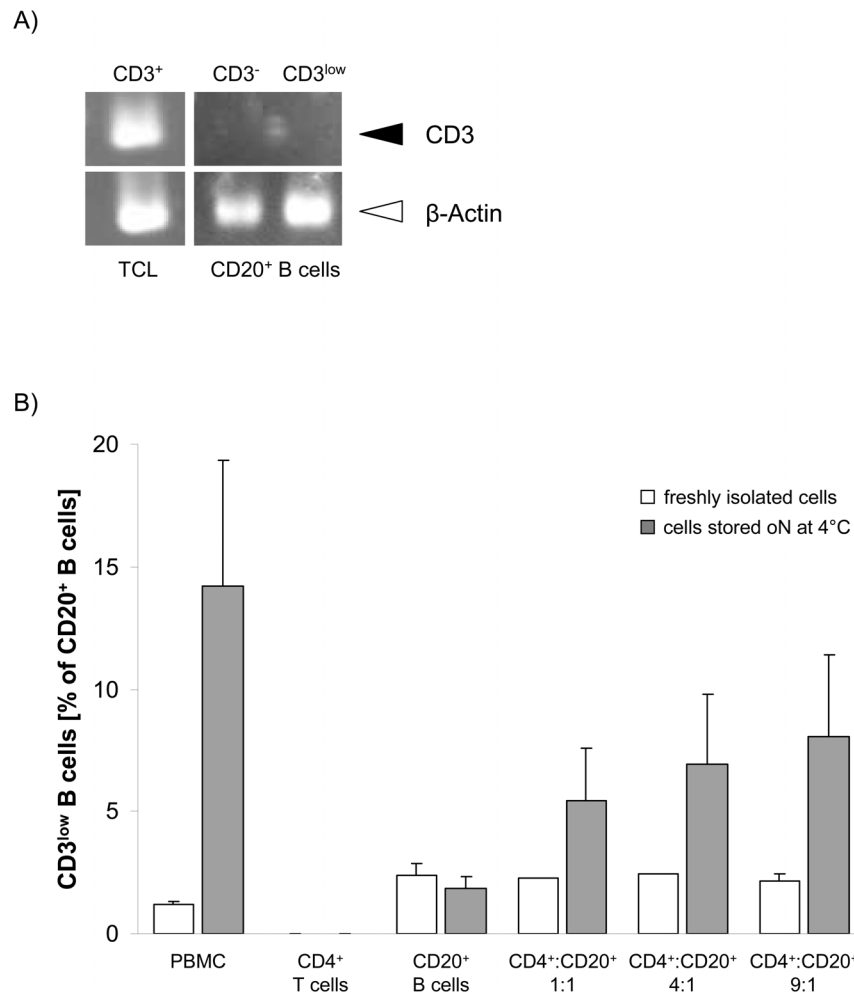 A)
CD3⁺ CD3⁻ CD3ˡᵒʷ
CD3
β-Actin
TCL CD20⁺ B cells
B)
CD3ˡᵒʷ B cells [% of CD20⁺ B cells]
20
15
10
5
0
freshly isolated cells
cells stored oN at 4°C
PBMC
CD4⁺
T cells
CD20⁺
B cells
CD4⁺:CD20⁺
1:1
CD4⁺:CD20⁺
4:1
CD4⁺:CD20⁺
9:1